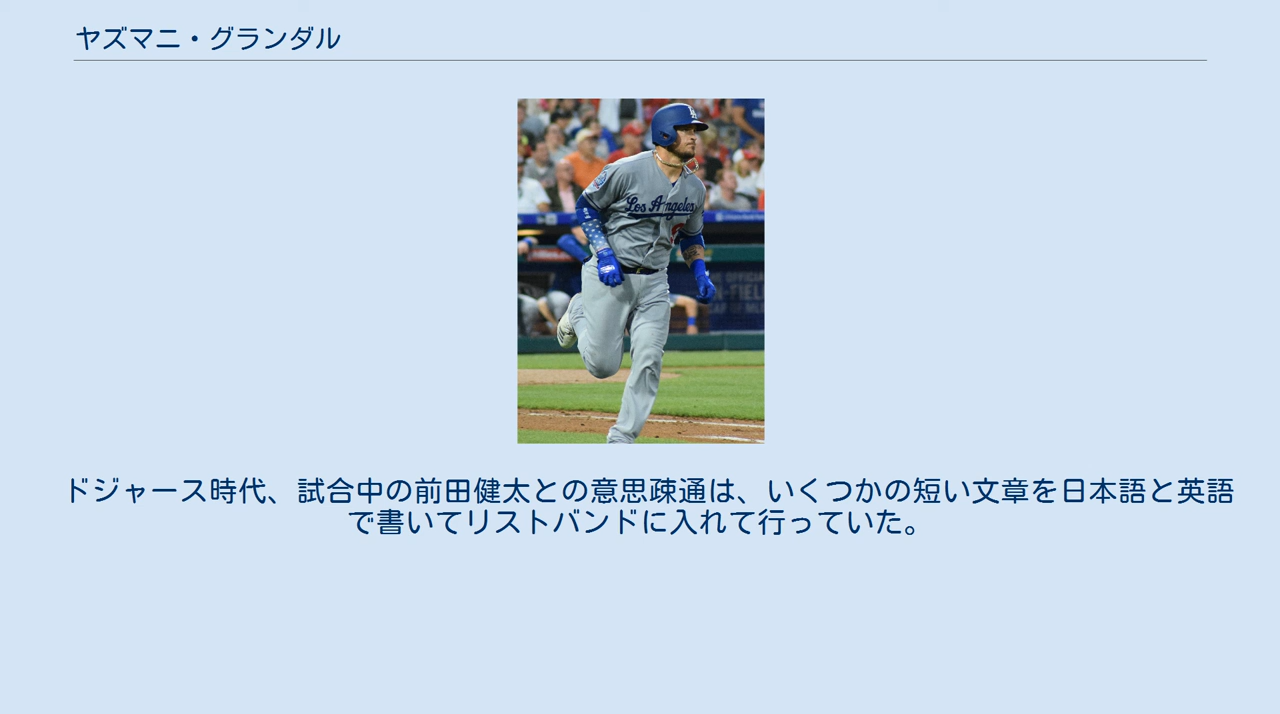 ヤズマニ・グランダル
Los Angeles
ドジャース時代、試合中の前田健太との意思疎通は、いくつかの短い文章を日本語と英語
で書いてリストバンドに入れて行っていた。